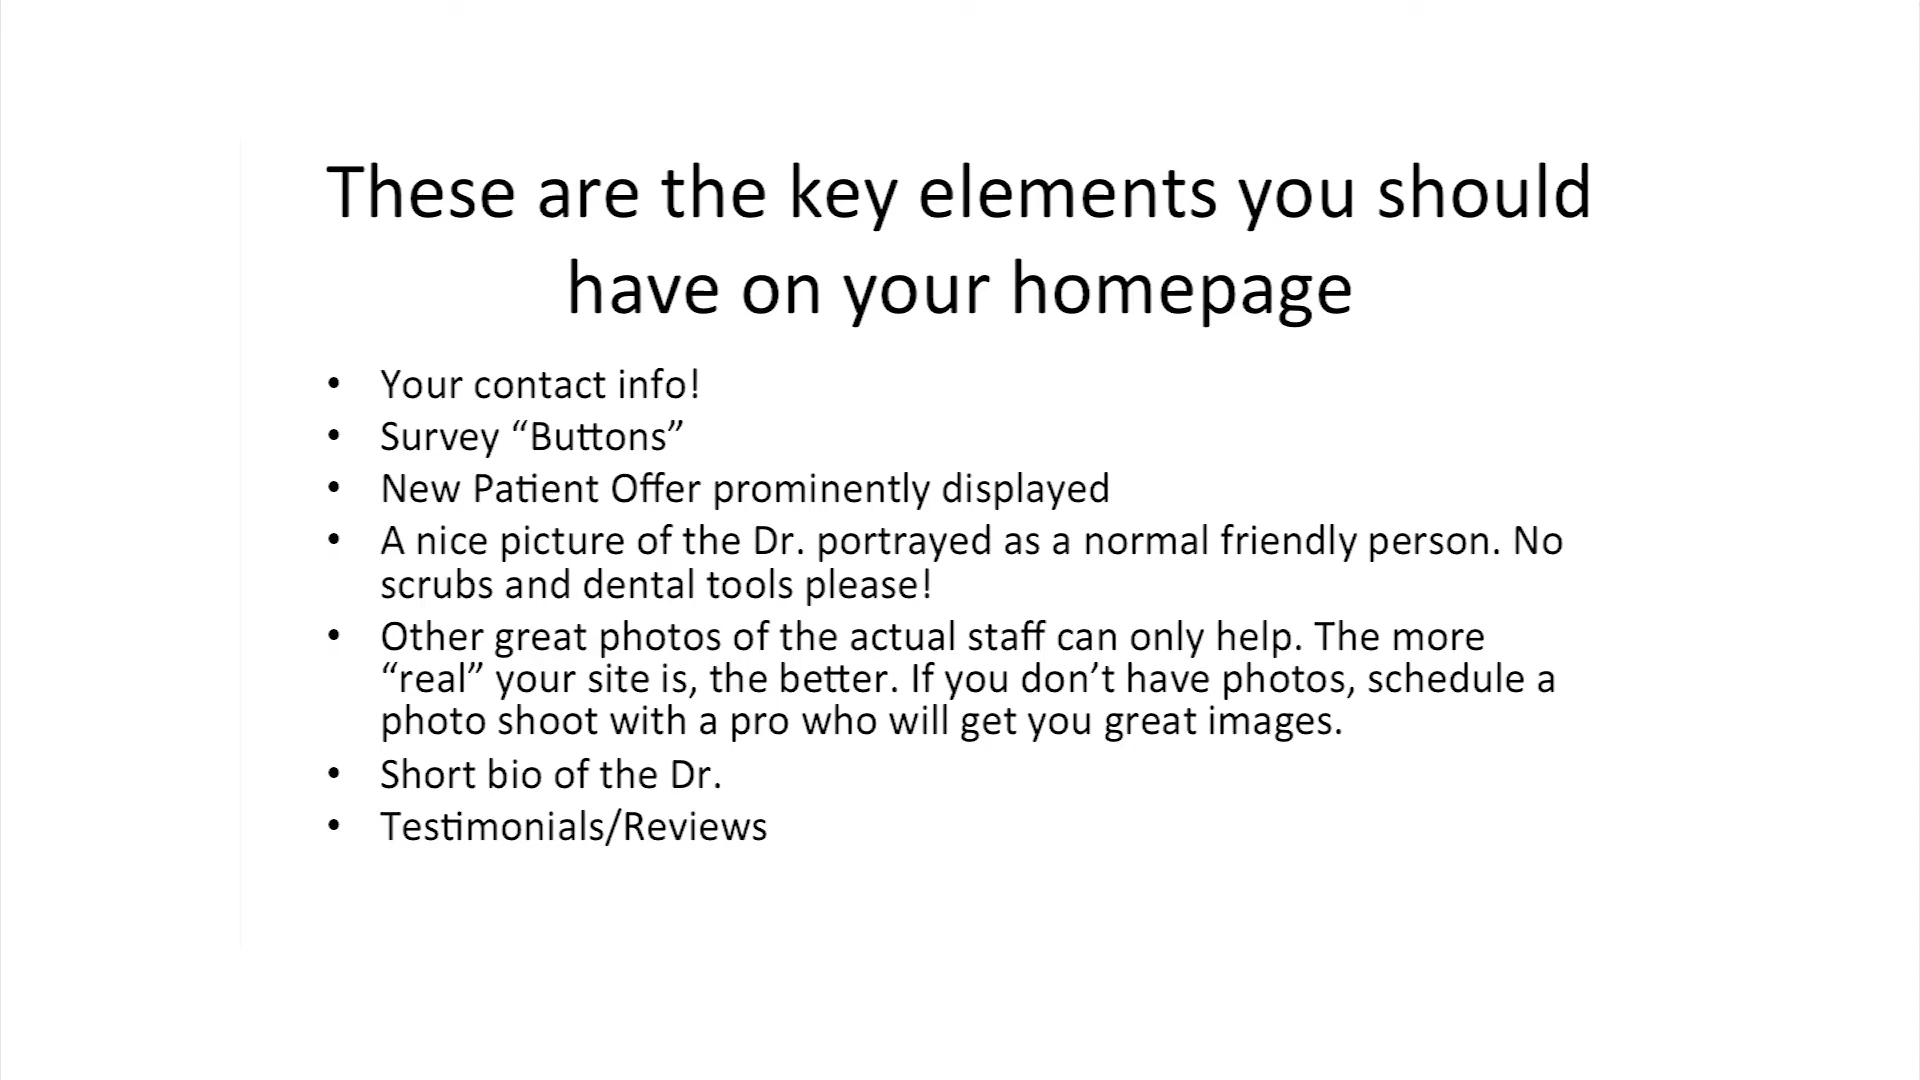 These are the key elements you should
have on your homepage
• Your contact info!
• Survey “Buttons”
• New Patient Offer prominently displayed
• A nice picture of the Dr. portrayed as a normal friendly person. No
scrubs and dental tools please!
• Other great photos of the actual staff can only help. The more
“real” your site is, the better. If you don’t have photos, schedule a
photo shoot with a pro who will get you great images.
• Short bio of the Dr.
• Testimonials/Reviews